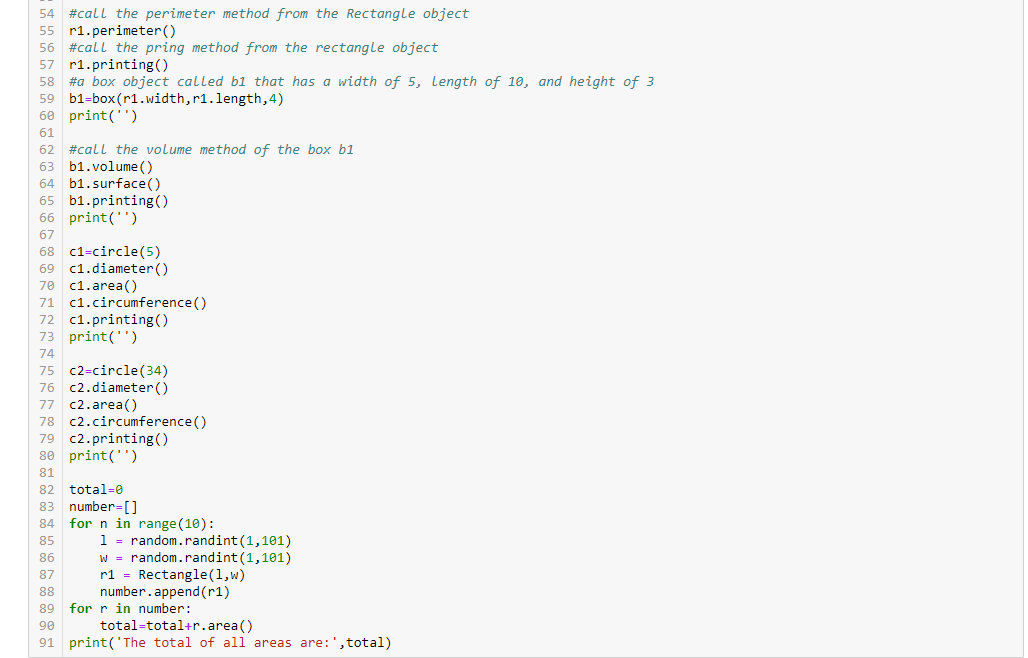 54 #call the perimeter method from the Rectangle object
55 r1.perimeter()
56 #call the pring method from the rectangle object
57 r1.printing()
58 #a box object called b1 that has a width of 5, length of 10, and height of 3
59 b1=box(r1.width,r1.length,4)
60 print('')
61
62 #call the volume method of the box b1
63 b1.volume()
64 b1.surface()
65 b1.printing()
66 print('')
67
68 c1=circle(5)
69 c1.diameter()
70 c1.area()
71 c1.circumference()
72 c1.printing()
73 print('')
74
75 c2=circle(34)
76 c2.diameter()
77 c2.area()
78 c2.circumference()
79 c2.printing()
80 print('')
81
82 total=0
83 number=[]
84 for n in range(10):
85     l = random.randint(1,101)
86     w = random.randint(1,101)
87     r1 = Rectangle(l,w)
88     number.append(r1)
89 for r in number:
90     total=total+r.area()
91 print('The total of all areas are:',total)